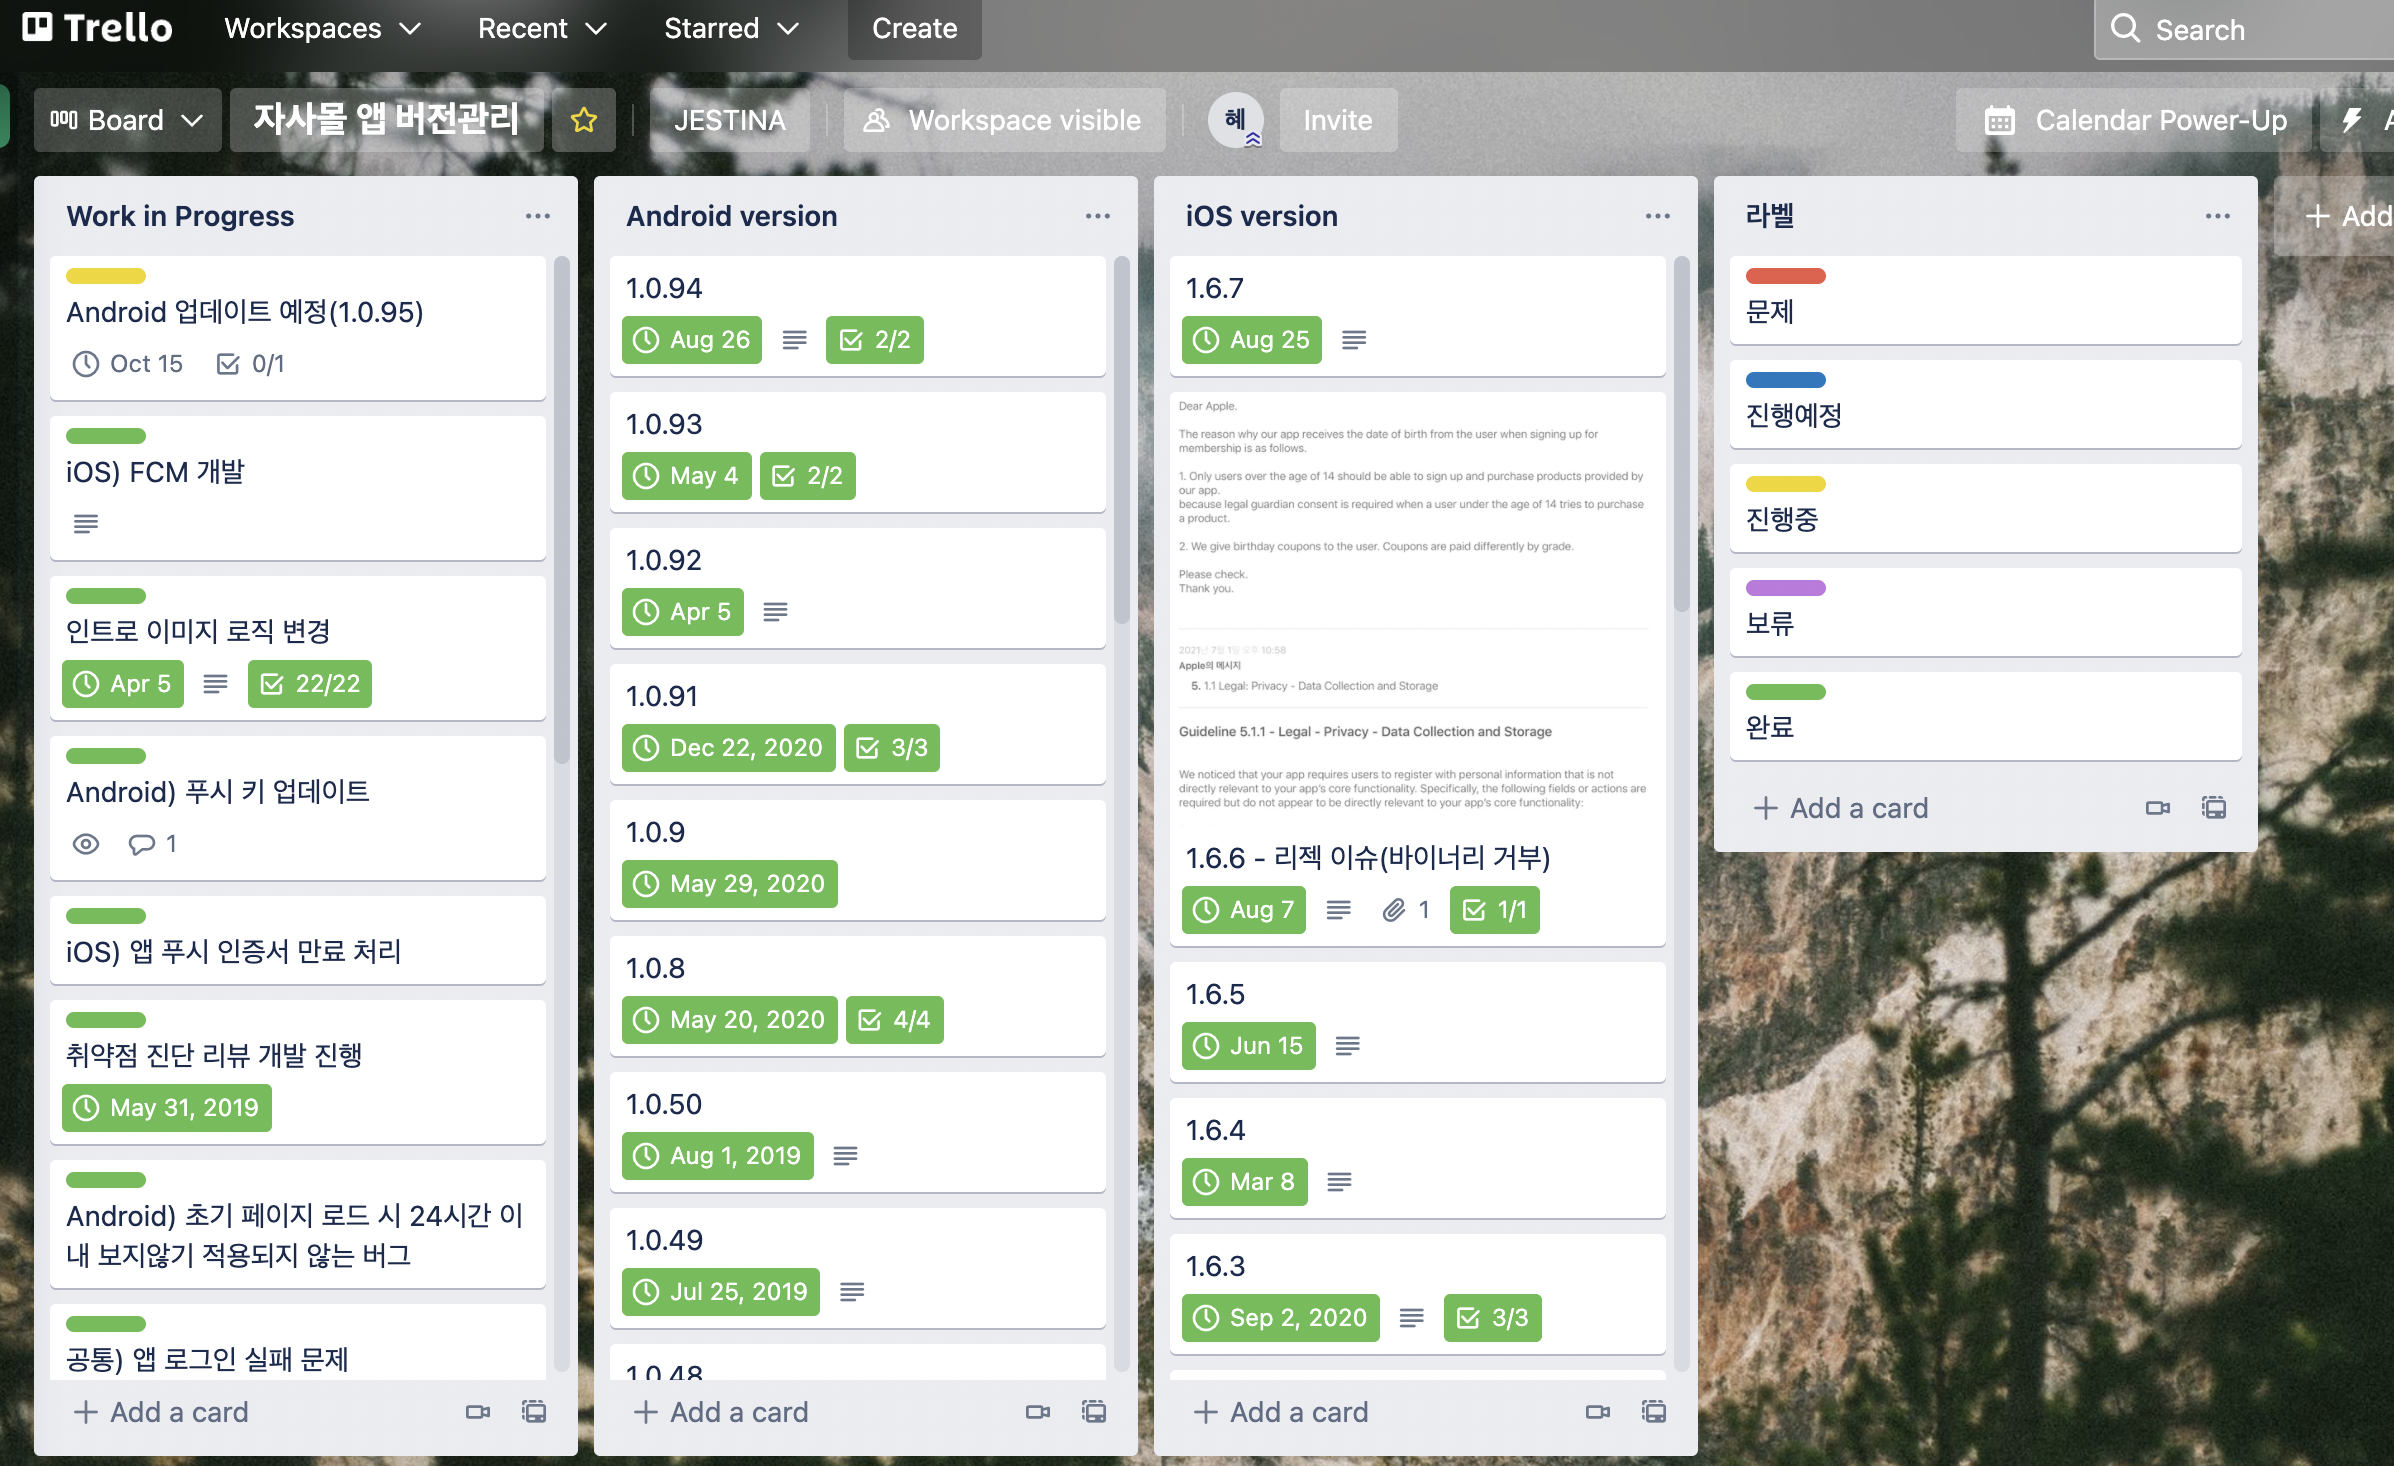 Trello
Workspaces
Recent
Starred
Create
Search
Board
자사몰 앱 버전관리
JESTINA
Workspace visible
혜
Invite
Calendar Power-Up
Work in Progress
Android 업데이트 예정(1.0.95)
Oct 15 0/1
iOS) FCM 개발
인트로 이미지 로직 변경
Apr 5 22/22
Android) 푸시 키 업데이트
1
iOS) 앱 푸시 인증서 만료 처리
취약점 진단 리뷰 개발 진행
May 31, 2019
Android) 초기 페이지 로드 시 24시간 이
내 보지않기 적용되지 않는 버그
공통) 앱 로그인 실패 문제
Add a card
Android version
1.0.94
Aug 26 2/2
1.0.93
May 4 2/2
1.0.92
Apr 5
1.0.91
Dec 22, 2020 3/3
1.0.9
May 29, 2020
1.0.8
May 20, 2020 4/4
1.0.50
Aug 1, 2019
1.0.49
Jul 25, 2019
1.0.48
Add a card
iOS version
1.6.7
Aug 25
Dear Apple.
The reason why our app receives the date of birth from the user when signing up for
membership is as follows.
1. Only users over the age of 14 should be able to sign up and purchase products provided by
our app.
because legal guardian consent is required when a user under the age of 14 tries to purchase
a product.
2. We give birthday coupons to the user. Coupons are paid differently by grade.
Please check.
Thank you.
2021년 7월 1일 오후 10:58
Apple의 메시지
5. 1.1 Legal: Privacy - Data Collection and Storage
Guideline 5.1.1 - Legal - Privacy - Data Collection and Storage
We noticed that your app requires users to register with personal information that is not
directly relevant to your app's core functionality. Specifically, the following fields or actions are
required but do not appear to be directly relevant to your app's core functionality:
1.6.6 - 리젝 이슈(바이너리 거부)
Aug 7 1 1/1
1.6.5
Jun 15
1.6.4
Mar 8
1.6.3
Sep 2, 2020 3/3
Add a card
라벨
문제
진행예정
진행중
보류
완료
Add a card
Add